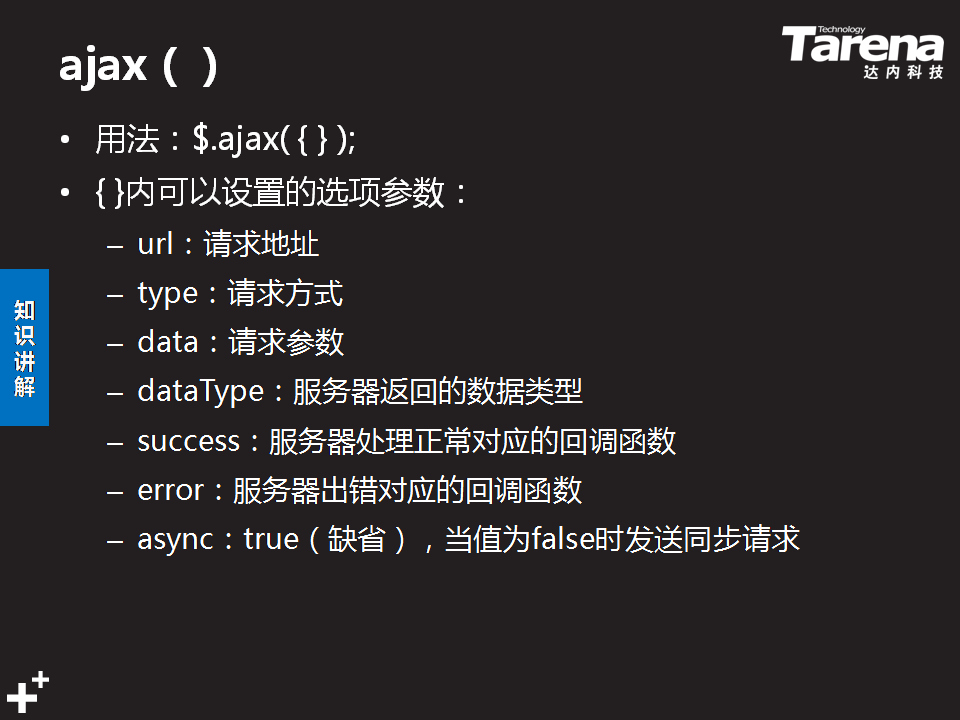 ajax（ ）
Technology
Tarena
达内科技
• 用法：$.ajax( { } );
• { }内可以设置的选项参数：
– url：请求地址
– type：请求方式
– data：请求参数
– dataType：服务器返回的数据类型
– success：服务器处理正常对应的回调函数
– error：服务器出错对应的回调函数
– async：true（缺省），当值为false时发送同步请求
知识讲解